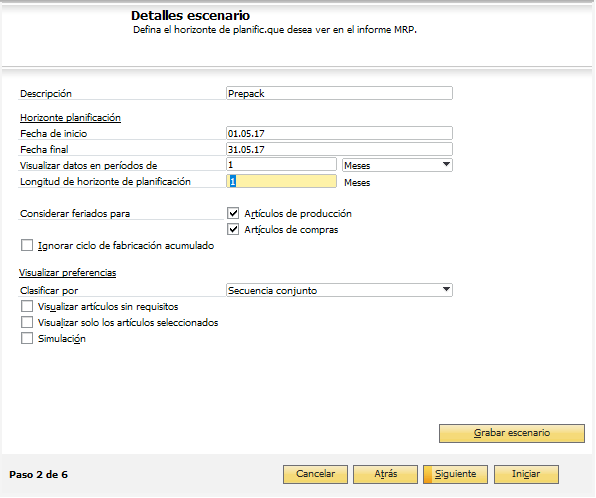 Detalles escenario
Defina el horizonte de planific.que desea ver en el informe MRP.
Descripción Prepack
Horizonte planificación
Fecha de inicio 01.05.17
Fecha final 31.05.17
Visualizar datos en períodos de 1 Meses
Longitud de horizonte de planificación 1 Meses
Considerar feriados para Artículos de producción
Artículos de compras
Ignorar ciclo de fabricación acumulado
Visualizar preferencias
Clasificar por Secuencia conjunto
Visualizar artículos sin requisitos
Visualizar solo los artículos seleccionados
Simulación
Grabar escenario
Paso 2 de 6 Cancelar Atrás Siguiente Iniciar